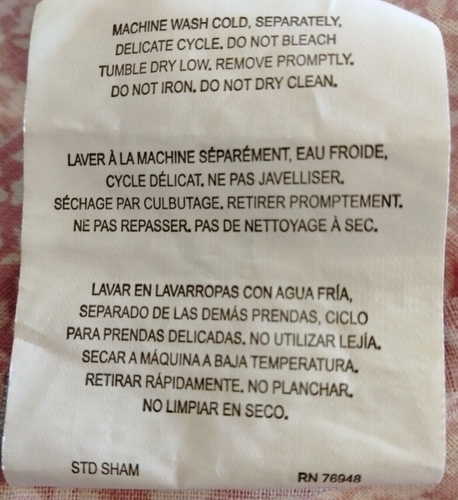 MACHINE WASH COLD, SEPARATELY,
DELICATE CYCLE. DO NOT BLEACH
TUMBLE DRY LOW. REMOVE PROMPTLY.
DO NOT IRON. DO NOT DRY CLEAN.
LAVER À LA MACHINE SÉPARÉMENT, EAU FROIDE,
CYCLE DÉLICAT. NE PAS JAVELLISER.
SÉCHAGE PAR CULBUTAGE. RETIRER PROMPTEMENT.
NE PAS REPASSER. PAS DE NETTOYAGE À SEC.
LAVAR EN LAVARROPAS CON AGUA FRÍA,
SEPARADO DE LAS DEMÁS PRENDAS, CICLO
PARA PRENDAS DELICADAS. NO UTILIZAR LEJÍA.
SECAR A MÁQUINA A BAJA TEMPERATURA.
RETIRAR RÁPIDAMENTE. NO PLANCHAR.
NO LIMPIAR EN SECO.
STD SHAM RN 76948